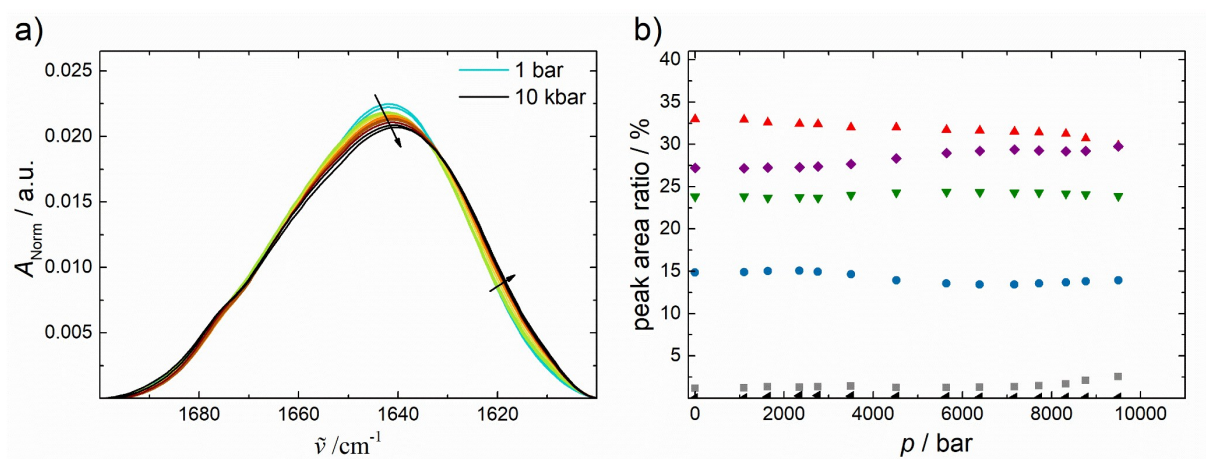 a)
0.025
0.020
0.015
0.010
0.005
A_Norm / a.u.
1680
1660
1640
1620
ṽ /cm⁻¹
1 bar
10 kbar
b)
40
35
30
25
20
15
10
5
peak area ratio / %
0
2000
4000
6000
8000
10000
p / bar